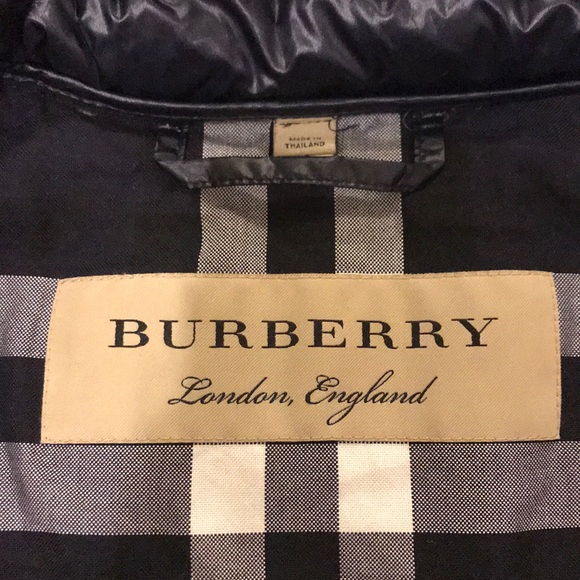 MADE IN
THAILAND
BURBERRY
London, England